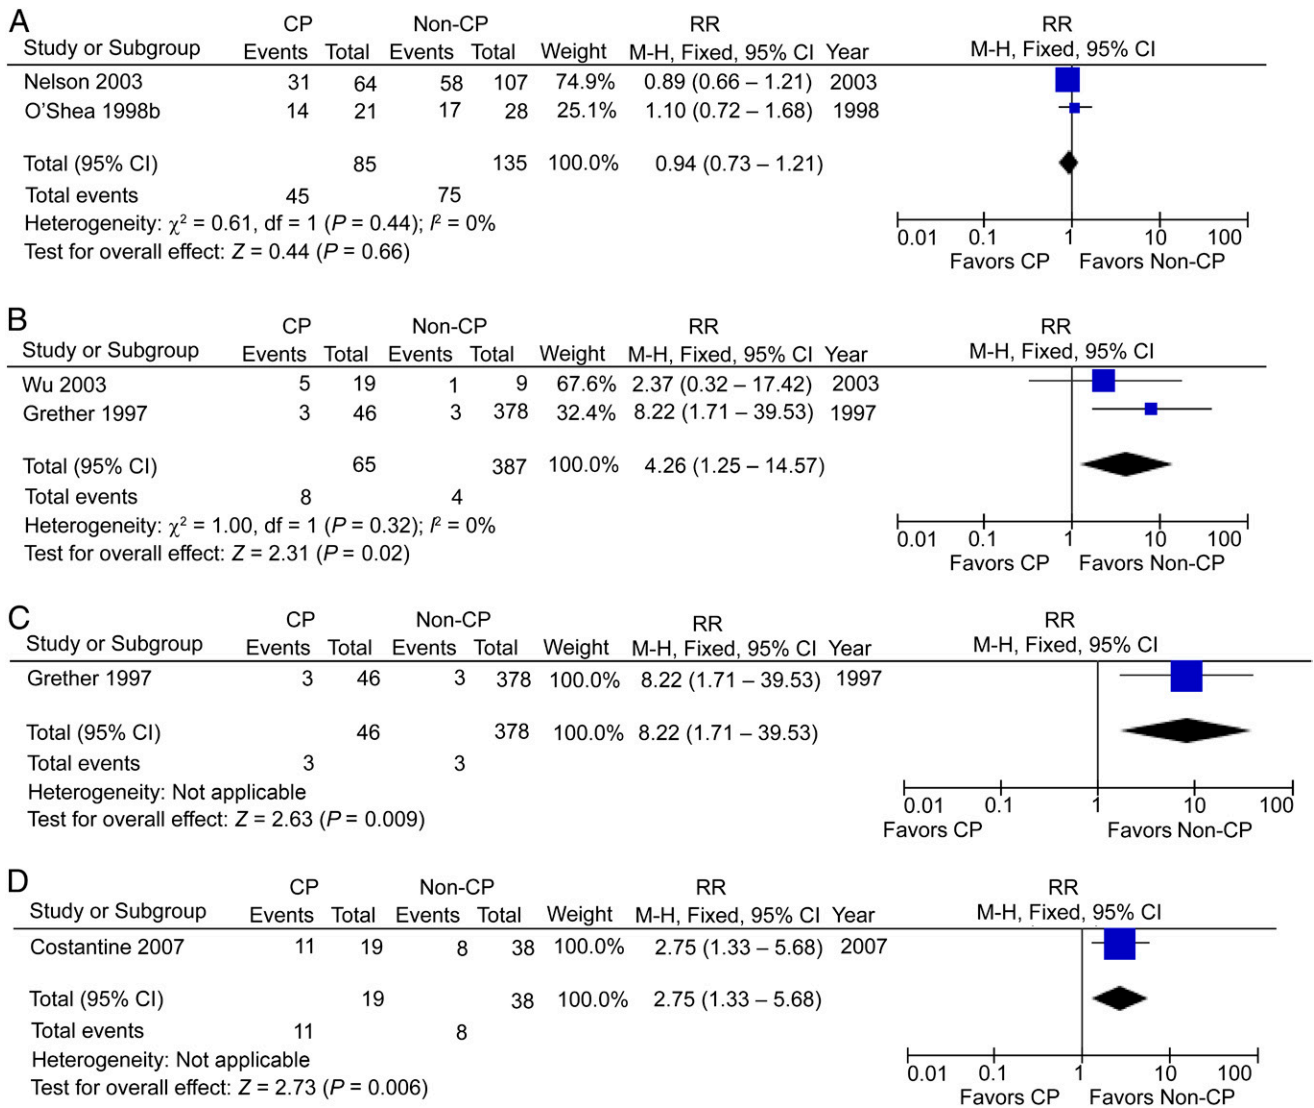 A
CP Non-CP RR RR
Study or Subgroup Events Total Events Total Weight M-H, Fixed, 95% CI Year M-H, Fixed, 95% CI
Nelson 2003 31 64 58 107 74.9% 0.89 (0.66 – 1.21) 2003
O’Shea 1998b 14 21 17 28 25.1% 1.10 (0.72 – 1.68) 1998
Total (95% CI) 85 135 100.0% 0.94 (0.73 – 1.21)
Total events 45 75
Heterogeneity: χ² = 0.61, df = 1 (P = 0.44); I² = 0%
Test for overall effect: Z = 0.44 (P = 0.66)
0.01 0.1 1 10 100
Favors CP Favors Non-CP
B
CP Non-CP RR RR
Study or Subgroup Events Total Events Total Weight M-H, Fixed, 95% CI Year M-H, Fixed, 95% CI
Wu 2003 5 19 1 9 67.6% 2.37 (0.32 – 17.42) 2003
Grether 1997 3 46 3 378 32.4% 8.22 (1.71 – 39.53) 1997
Total (95% CI) 65 387 100.0% 4.26 (1.25 – 14.57)
Total events 8 4
Heterogeneity: χ² = 1.00, df = 1 (P = 0.32); I² = 0%
Test for overall effect: Z = 2.31 (P = 0.02)
0.01 0.1 1 10 100
Favors CP Favors Non-CP
C
CP Non-CP RR RR
Study or Subgroup Events Total Events Total Weight M-H, Fixed, 95% CI Year M-H, Fixed, 95% CI
Grether 1997 3 46 3 378 100.0% 8.22 (1.71 – 39.53) 1997
Total (95% CI) 46 378 100.0% 8.22 (1.71 – 39.53)
Total events 3 3
Heterogeneity: Not applicable
Test for overall effect: Z = 2.63 (P = 0.009)
0.01 0.1 1 10 100
Favors CP Favors Non-CP
D
CP Non-CP RR RR
Study or Subgroup Events Total Events Total Weight M-H, Fixed, 95% CI Year M-H, Fixed, 95% CI
Costantine 2007 11 19 8 38 100.0% 2.75 (1.33 – 5.68) 2007
Total (95% CI) 19 38 100.0% 2.75 (1.33 – 5.68)
Total events 11 8
Heterogeneity: Not applicable
Test for overall effect: Z = 2.73 (P = 0.006)
0.01 0.1 1 10 100
Favors CP Favors Non-CP